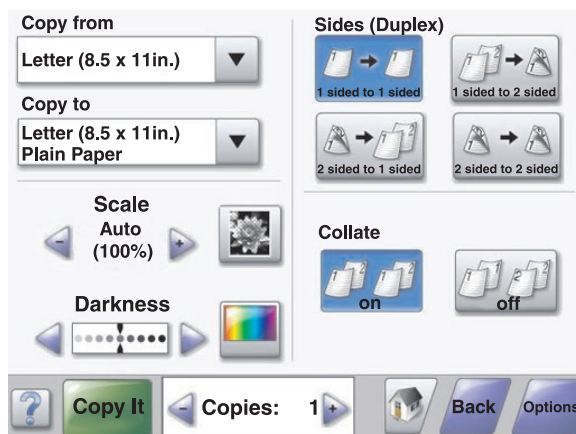 Copy from
Letter (8.5 x 11in.)
Copy to
Letter (8.5 x 11in.)
Plain Paper
Scale
Auto
(100%)
Darkness
Sides (Duplex)
1 sided to 1 sided
1 sided to 2 sided
2 sided to 1 sided
2 sided to 2 sided
Collate
on
off
?
Copy It
Copies: 1
Back
Options